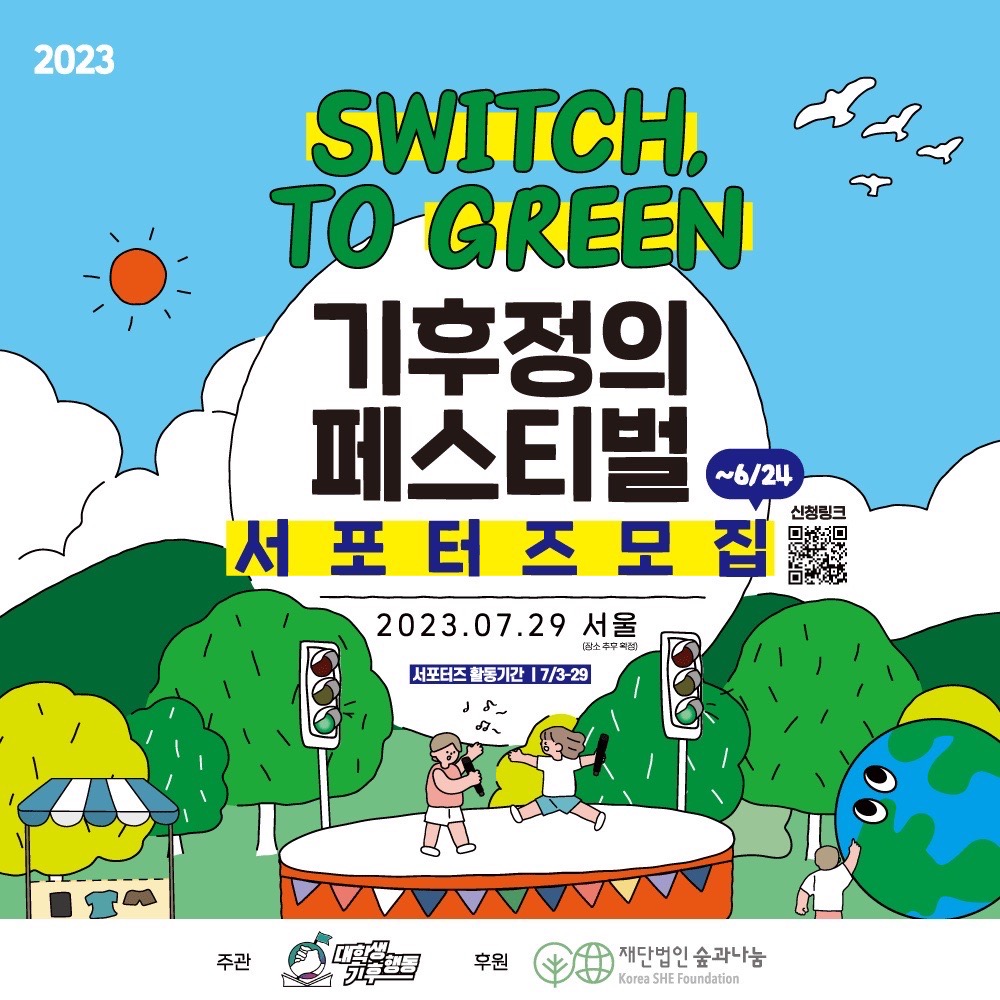 2023
SWITCH,
TO GREEN
기후정의
페스티벌
~6/24
신청링크
서포터즈모집
2023.07.29 서울
(장소 추후 확정)
서포터즈 활동기간 ㅣ7/3-29
주관
대학생
기후행동
후원
재단법인 숲과나눔
Korea SHE Foundation